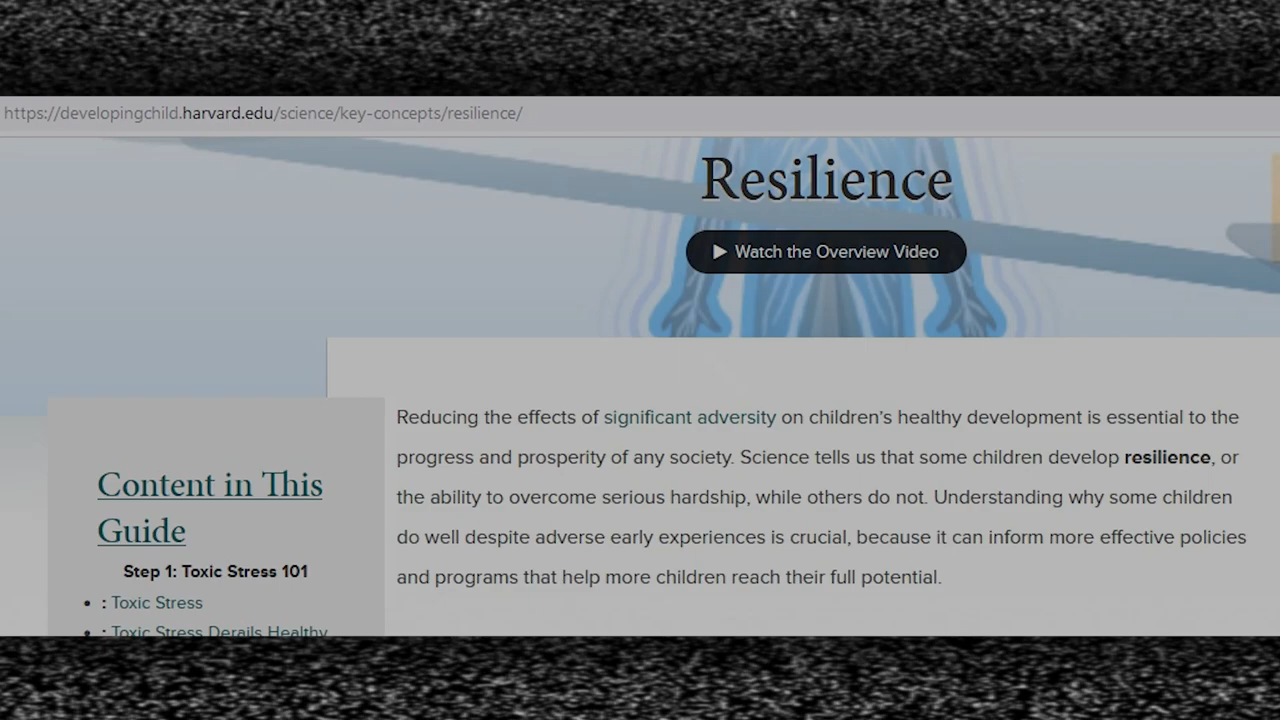 https://developingchild.harvard.edu/science/key-concepts/resilience/
Resilience
Watch the Overview Video
Reducing the effects of significant adversity on children’s healthy development is essential to the
progress and prosperity of any society. Science tells us that some children develop resilience, or
the ability to overcome serious hardship, while others do not. Understanding why some children
do well despite adverse early experiences is crucial, because it can inform more effective policies
and programs that help more children reach their full potential.
Content in This
Guide
Step 1: Toxic Stress 101
• : Toxic Stress
• : Toxic Stress Derails Healthy